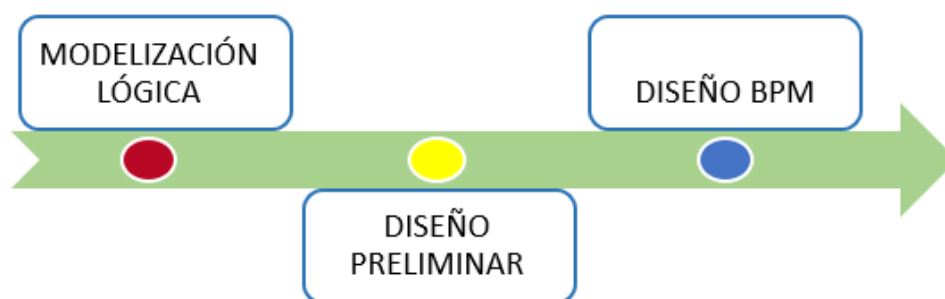 MODELIZACIÓN
LÓGICA
DISEÑO
PRELIMINAR
DISEÑO BPM